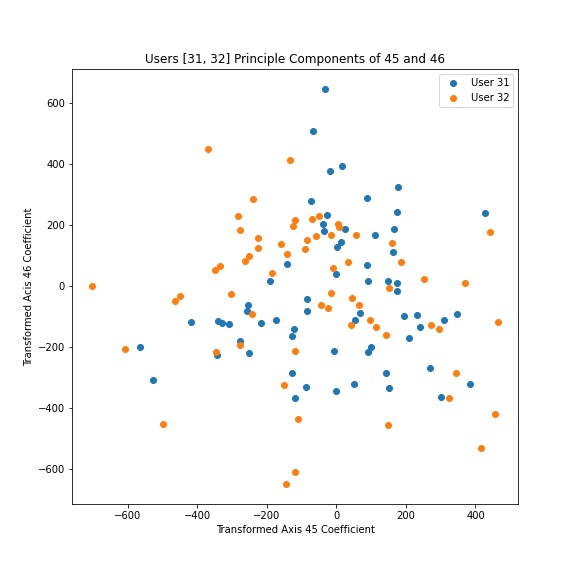 Users [31, 32] Principle Components of 45 and 46
User 31
User 32
Transformed Acis 46 Coefficient
600
400
200
0
−200
−400
−600
−600 −400 −200 0 200 400
Transformed Axis 45 Coefficient